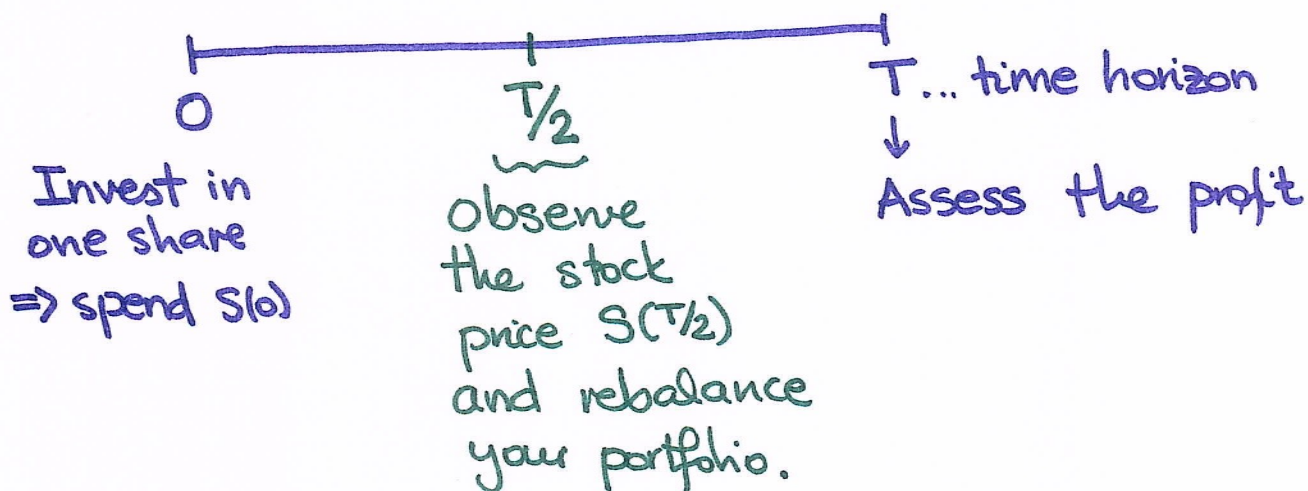 0
T/2
T... time horizon
Invest in
one share
=> spend S(0)
Observe
the stock
price S(T/2)
and rebalance
your portfolio.
↓
Assess the profit